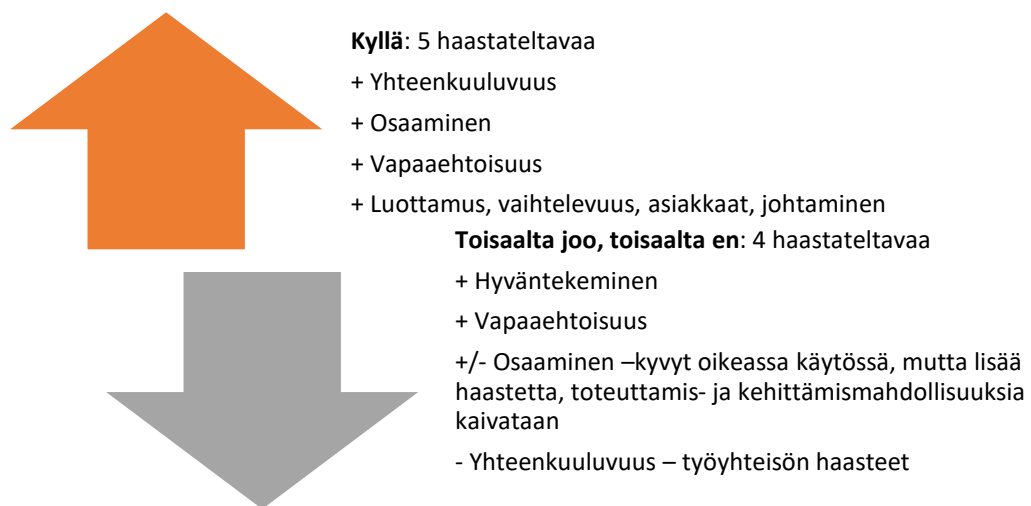 Kyllä: 5 haastateltavaa
+ Yhteenkuuluvuus
+ Osaaminen
+ Vapaaehtoisuus
+ Luottamus, vaihtelevuus, asiakkaat, johtaminen
Toisaalta joo, toisaalta en: 4 haastateltavaa
+ Hyväntekeminen
+ Vapaaehtoisuus
+/- Osaaminen –kyvyt oikeassa käytössä, mutta lisää
haastetta, toteuttamis- ja kehittämismahdollisuuksia
kaivataan
- Yhteenkuuluvuus – työyhteisön haasteet